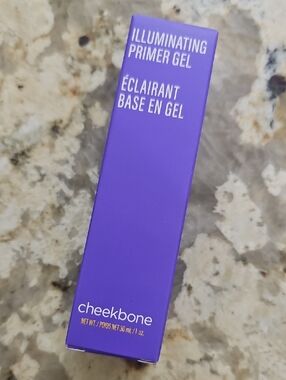 ILLUMINATING
PRIMER GEL
ÉCLAIRANT
BASE EN GEL
cheekbone
NET WT. / POIDS NET 30 mL / 1 oz.